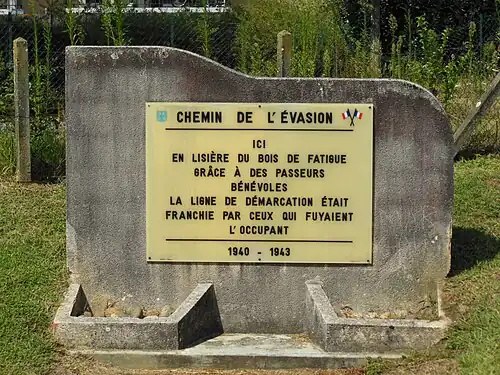 CHEMIN DE L'ÉVASION
ICI
EN LISIÈRE DU BOIS DE FATIGUE
GRÂCE À DES PASSEURS
BÉNÉVOLES
LA LIGNE DE DÉMARCATION ÉTAIT
FRANCHIE PAR CEUX QUI FUYAIENT
L'OCCUPANT
1940 - 1943